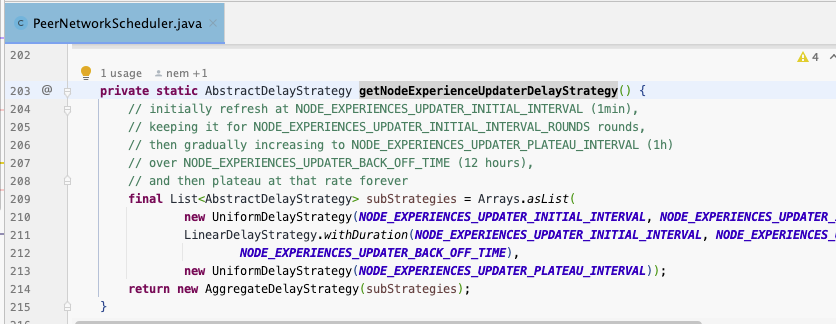 PeerNetworkScheduler.java
202
4
1 usage nem +1
203 @ private static AbstractDelayStrategy getNodeExperienceUpdaterDelayStrategy() {
204 // initially refresh at NODE_EXPERIENCES_UPDATER_INITIAL_INTERVAL (1min),
205 // keeping it for NODE_EXPERIENCES_UPDATER_INITIAL_INTERVAL_ROUNDS rounds,
206 // then gradually increasing to NODE_EXPERIENCES_UPDATER_PLATEAU_INTERVAL (1h)
207 // over NODE_EXPERIENCES_UPDATER_BACK_OFF_TIME (12 hours),
208 // and then plateau at that rate forever
209 final List<AbstractDelayStrategy> subStrategies = Arrays.asList(
210 new UniformDelayStrategy(NODE_EXPERIENCES_UPDATER_INITIAL_INTERVAL, NODE_EXPERIENCES_UPDATER_
211 LinearDelayStrategy.withDuration(NODE_EXPERIENCES_UPDATER_INITIAL_INTERVAL, NODE_EXPERIENCES_
212 NODE_EXPERIENCES_UPDATER_BACK_OFF_TIME),
213 new UniformDelayStrategy(NODE_EXPERIENCES_UPDATER_PLATEAU_INTERVAL));
214 return new AggregateDelayStrategy(subStrategies);
215 }